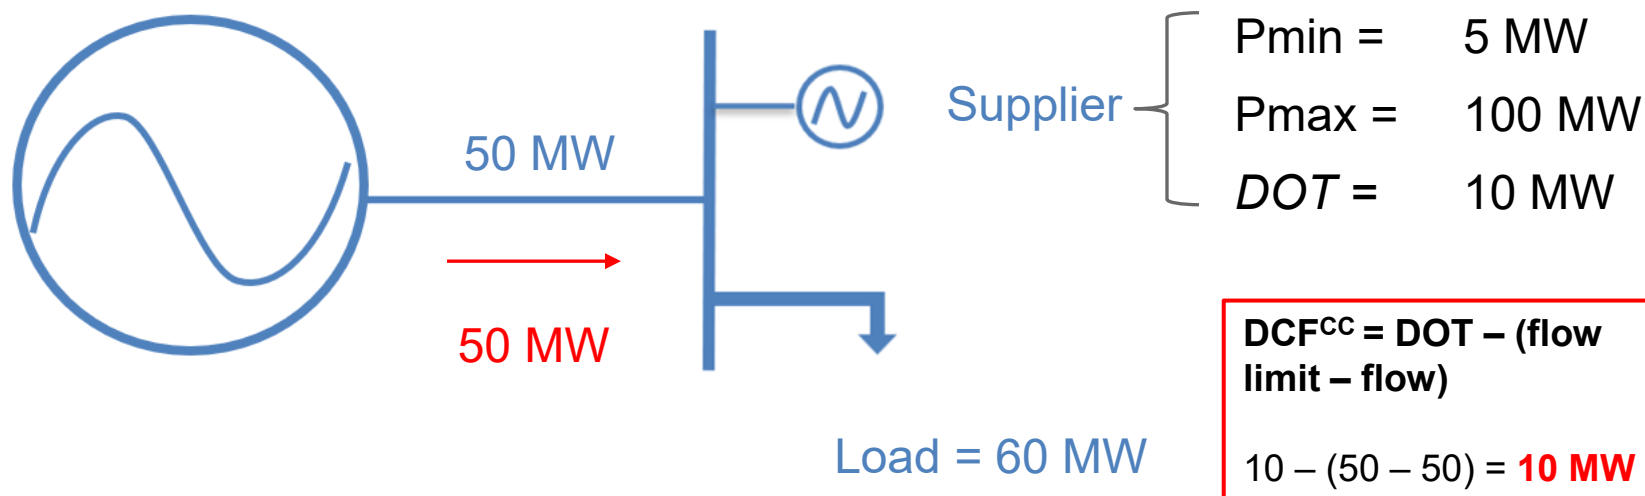 50 MW
50 MW
Supplier
Pmin = 5 MW
Pmax = 100 MW
DOT = 10 MW
Load = 60 MW
DCFCC = DOT – (flow
limit – flow)
10 – (50 – 50) = 10 MW